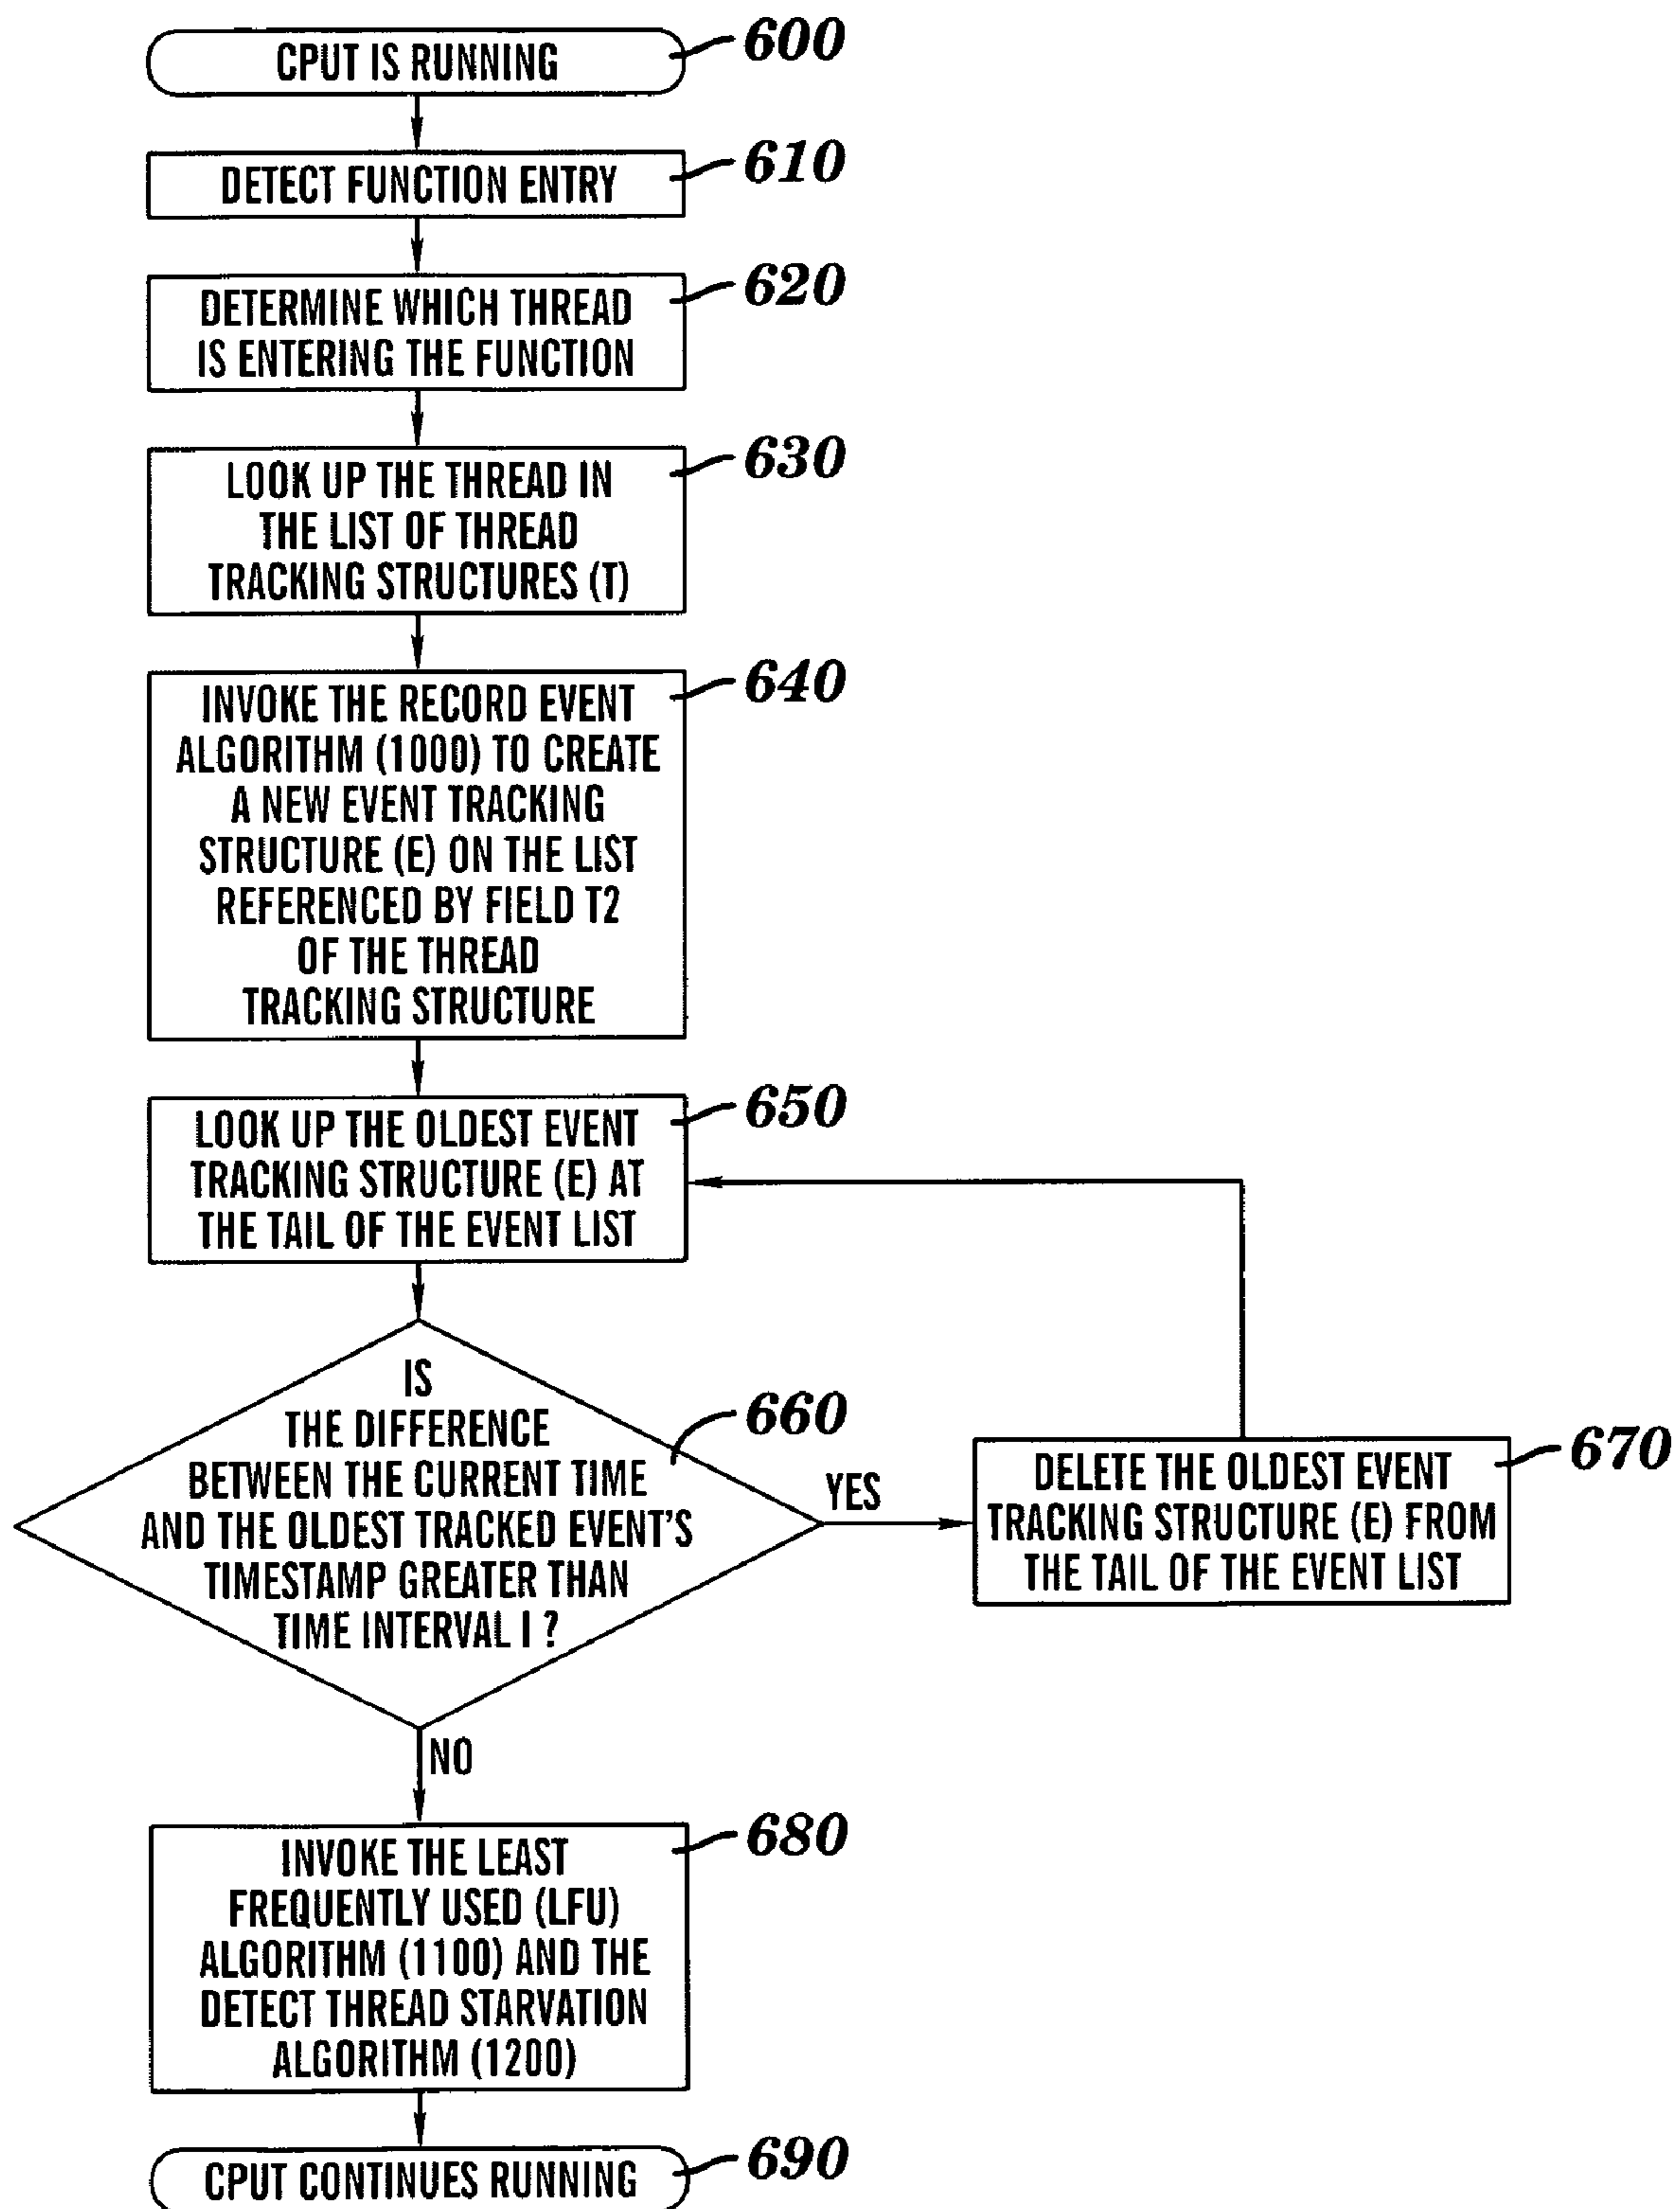 CPUT IS RUNNING
600
DETECT FUNCTION ENTRY
610
DETERMINE WHICH THREAD
IS ENTERING THE FUNCTION
620
LOOK UP THE THREAD IN
THE LIST OF THREAD
TRACKING STRUCTURES (T)
630
INVOKE THE RECORD EVENT
ALGORITHM (1000) TO CREATE
A NEW EVENT TRACKING
STRUCTURE (E) ON THE LIST
REFERENCED BY FIELD T2
OF THE THREAD
TRACKING STRUCTURE
640
LOOK UP THE OLDEST EVENT
TRACKING STRUCTURE (E) AT
THE TAIL OF THE EVENT LIST
650
IS
THE DIFFERENCE
BETWEEN THE CURRENT TIME
AND THE OLDEST TRACKED EVENT'S
TIMESTAMP GREATER THAN
TIME INTERVAL I ?
660
YES
DELETE THE OLDEST EVENT
TRACKING STRUCTURE (E) FROM
THE TAIL OF THE EVENT LIST
670
NO
INVOKE THE LEAST
FREQUENTLY USED (LFU)
ALGORITHM (1100) AND THE
DETECT THREAD STARVATION
ALGORITHM (1200)
680
CPUT CONTINUES RUNNING
690